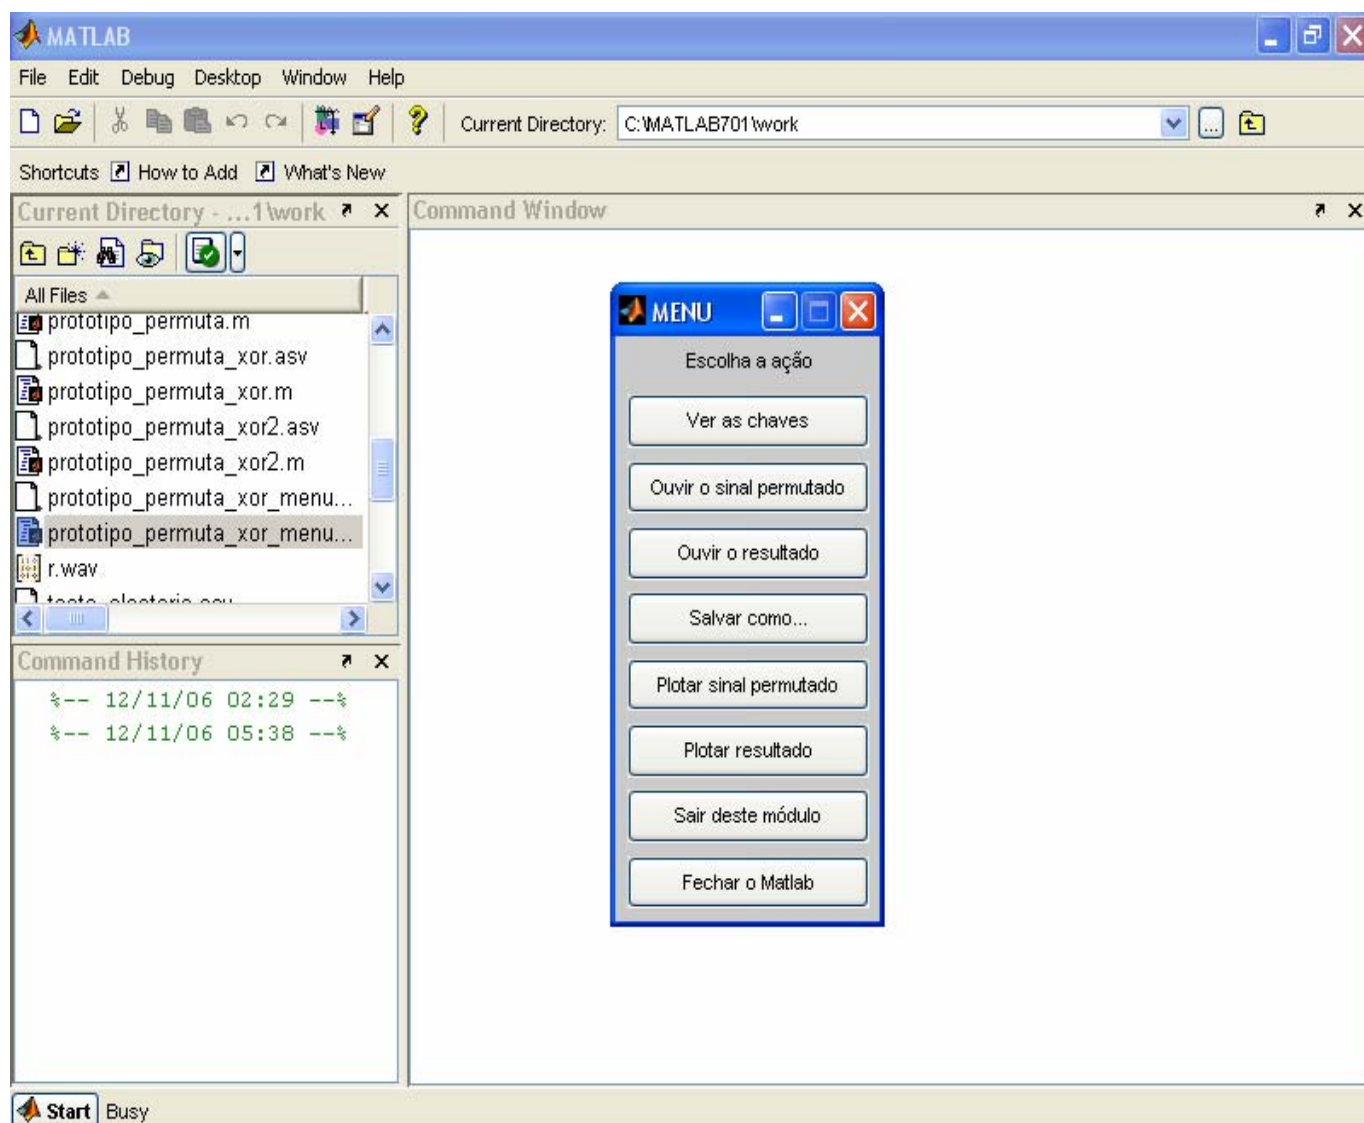 MATLAB
File Edit Debug Desktop Window Help
Current Directory: C:\MATLAB701\work
Shortcuts How to Add What's New
Current Directory - ...1\work
All Files
prototipo_permuta.m
prototipo_permuta_xor.asv
prototipo_permuta_xor.m
prototipo_permuta_xor2.asv
prototipo_permuta_xor2.m
prototipo_permuta_xor_menu...
prototipo_permuta_xor_menu...
r.wav
Command History
%-- 12/11/06 02:29 --%
%-- 12/11/06 05:38 --%
Command Window
MENU
Escolha a ação
Ver as chaves
Ouvir o sinal permutado
Ouvir o resultado
Salvar como...
Plotar sinal permutado
Plotar resultado
Sair deste módulo
Fechar o Matlab
Start Busy